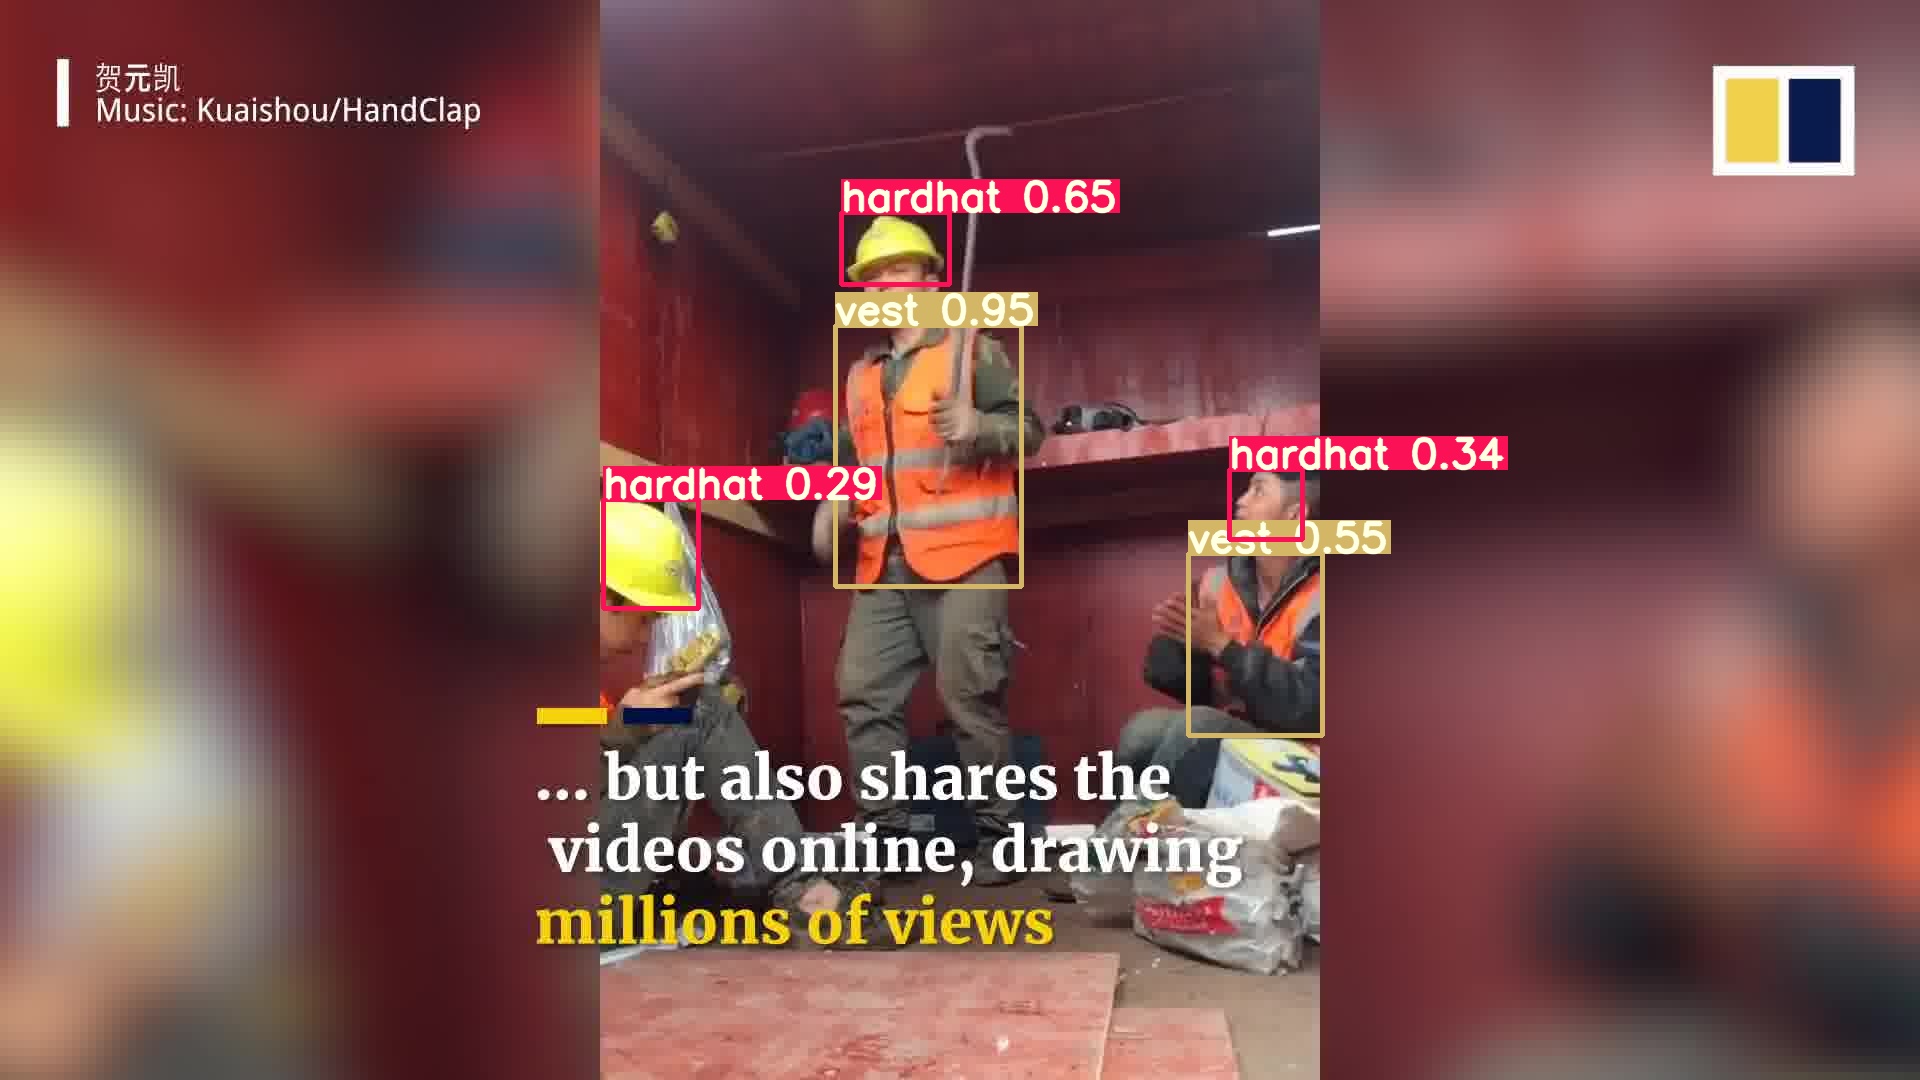 贺元凯
Music: Kuaishou/HandClap
hardhat 0.65
vest 0.95
hardhat 0.34
hardhat 0.29
vest 0.55
... but also shares the
videos online, drawing
millions of views